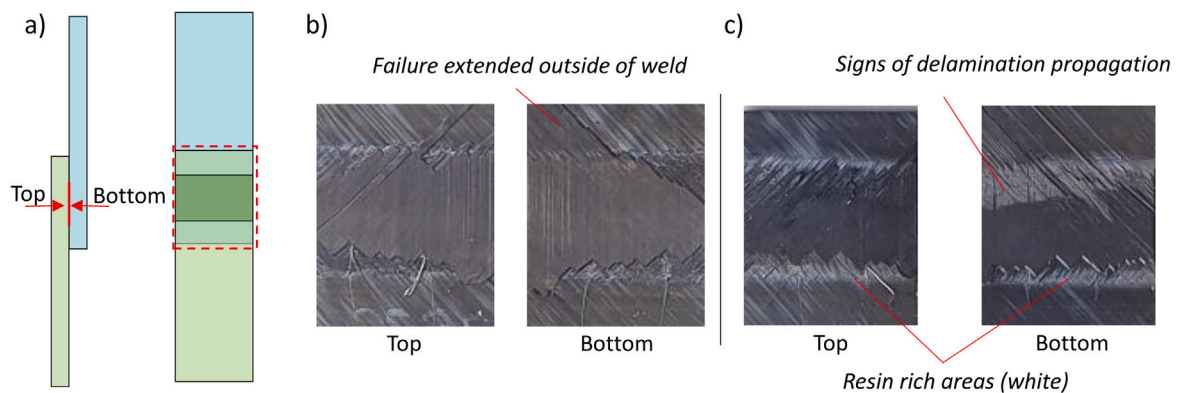 a)
Top
Bottom
b)
Failure extended outside of weld
Top
Bottom
c)
Signs of delamination propagation
Top
Bottom
Resin rich areas (white)